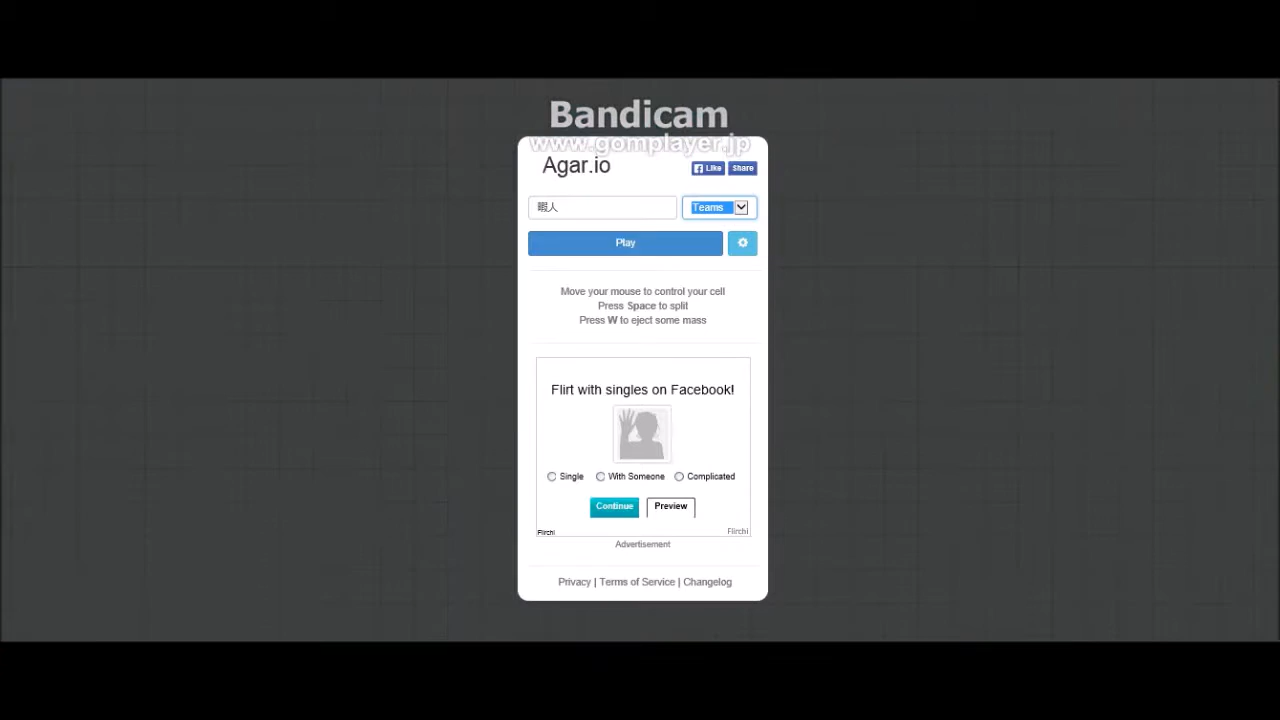 Bandicam
www.gomplayer.jp
Agar.io
Like Share
暇人 Teams
Play
Move your mouse to control your cell
Press Space to split
Press W to eject some mass
Flirt with singles on Facebook!
Single With Someone Complicated
Continue Preview
Flirchi Flirchi
Advertisement
Privacy | Terms of Service | Changelog